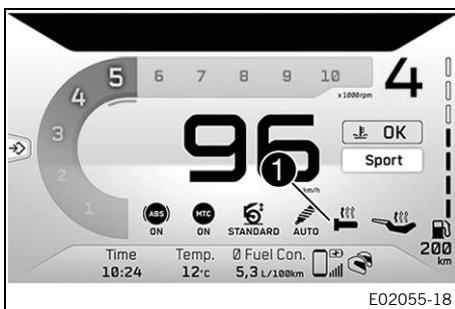 4
5 6 7 8 9 10
4
x 1000rpm
3
OK
96
Sport
2
1
km/h
1
ABS MTC
ON ON STANDARD AUTO
200
km
Time Temp. Ø Fuel Con.
10:24 12°C 5,3 L/100km
E02055-18